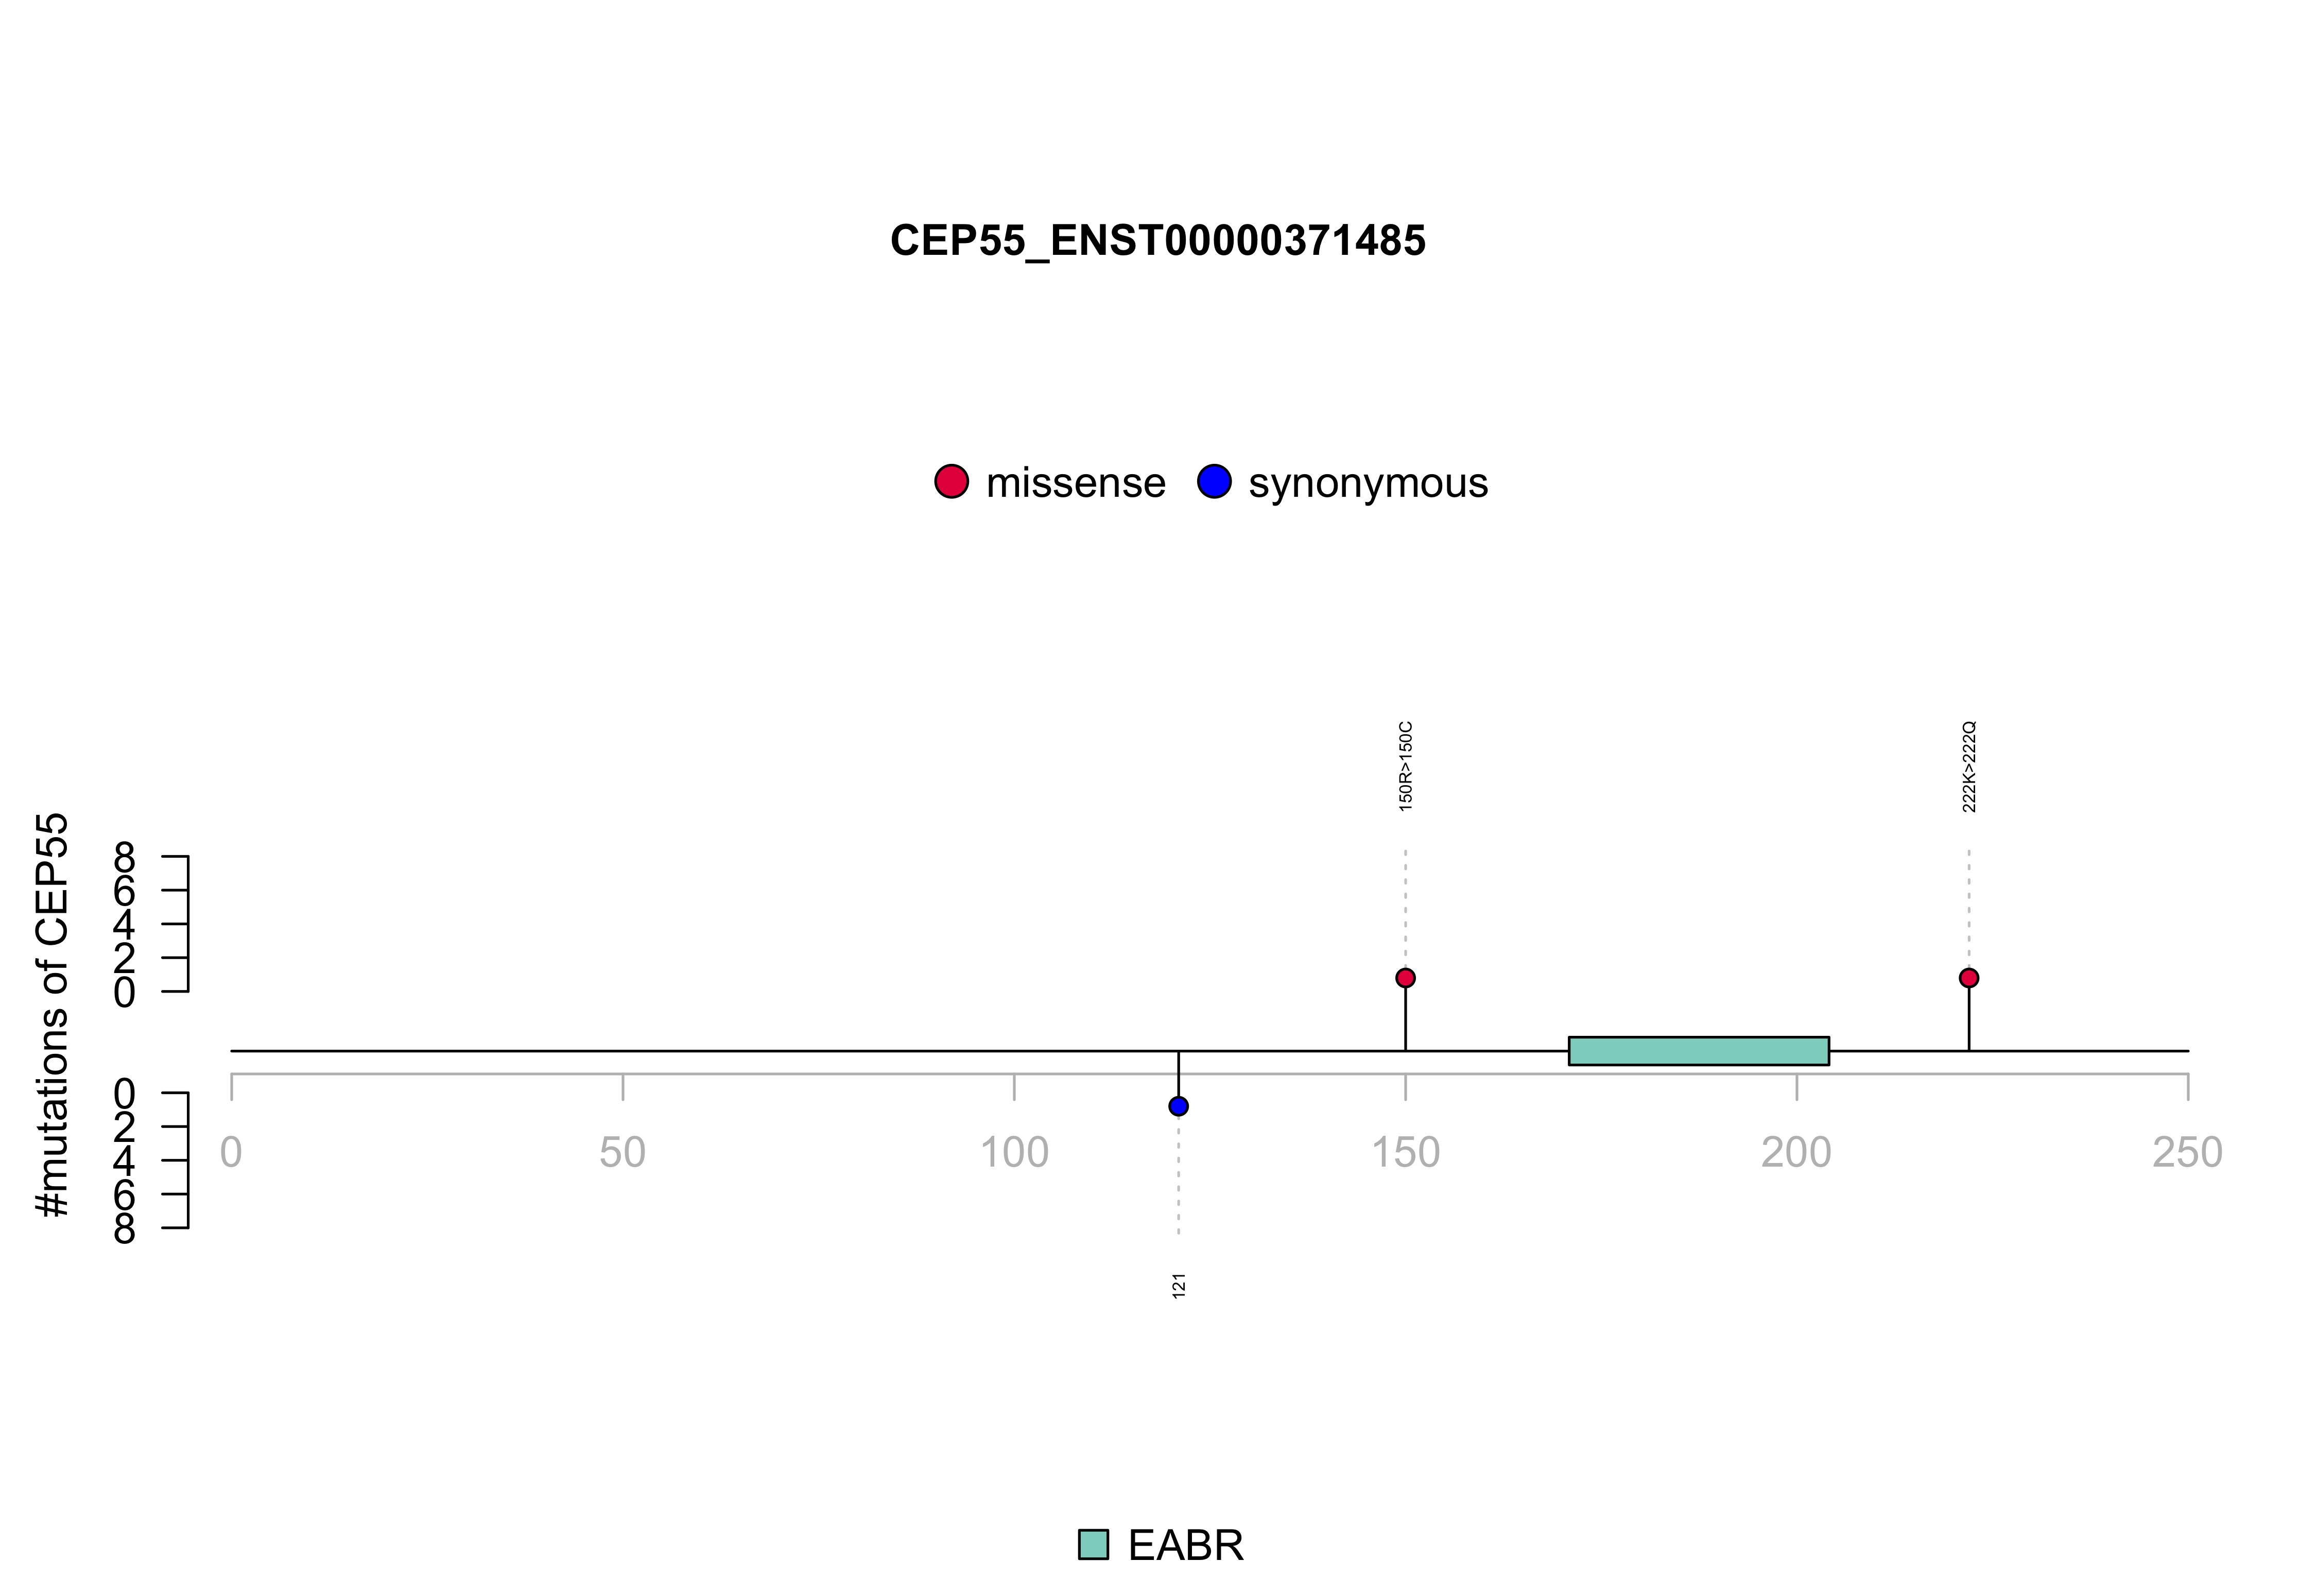 CEP55_ENST00000371485
missense
synonymous
150R>150C
222K>222Q
#mutations of CEP55
8
6
4
2
0
0
2
4
6
8
0
50
100
150
200
250
121
EABR